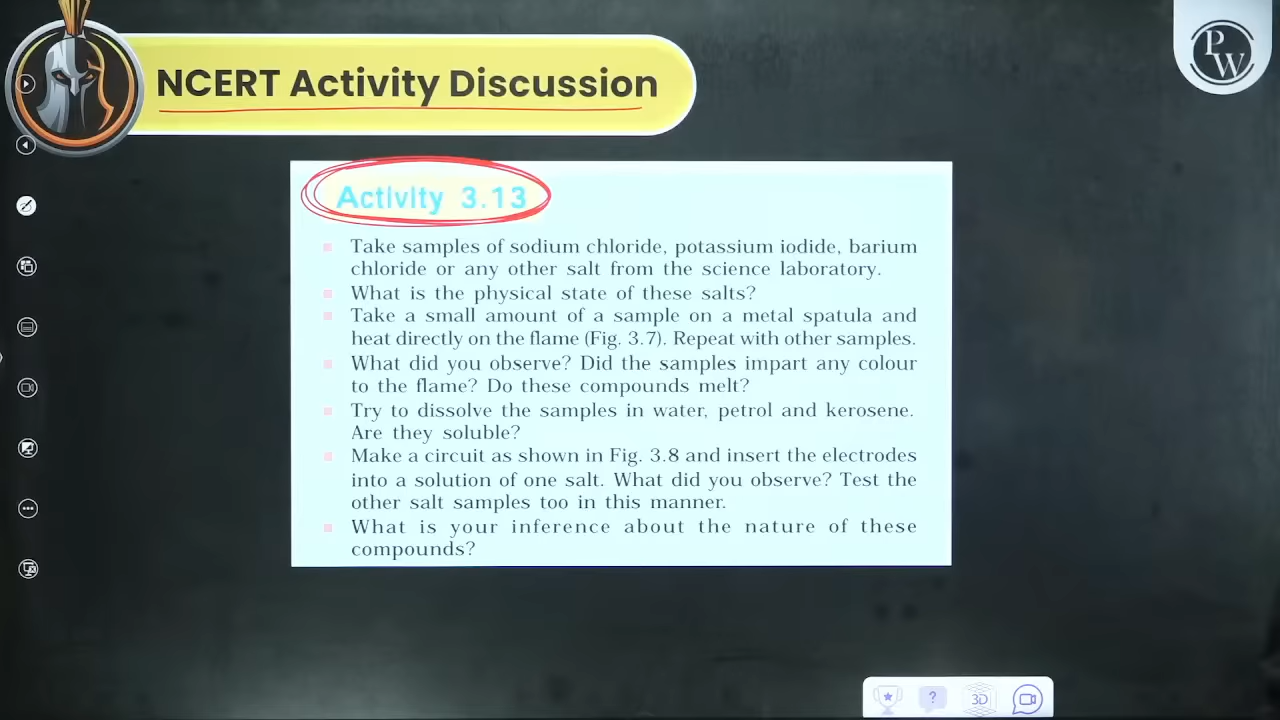 NCERT Activity Discussion
P
W
Activity 3.13
Take samples of sodium chloride, potassium iodide, barium
chloride or any other salt from the science laboratory.
What is the physical state of these salts?
Take a small amount of a sample on a metal spatula and
heat directly on the flame (Fig. 3.7). Repeat with other samples.
What did you observe? Did the samples impart any colour
to the flame? Do these compounds melt?
Try to dissolve the samples in water, petrol and kerosene.
Are they soluble?
Make a circuit as shown in Fig. 3.8 and insert the electrodes
into a solution of one salt. What did you observe? Test the
other salt samples too in this manner.
What is your inference about the nature of these
compounds?
?
3D